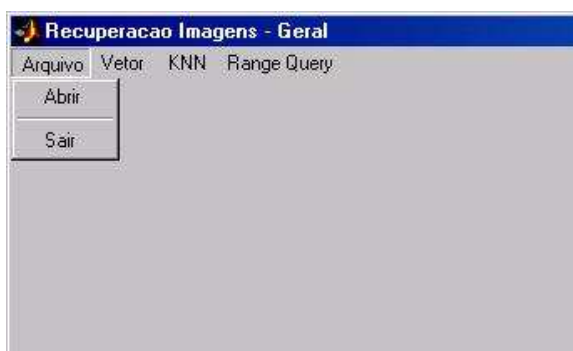 Recuperacao Imagens - Geral
Arquivo Vetor KNN Range Query
Abrir
Sair